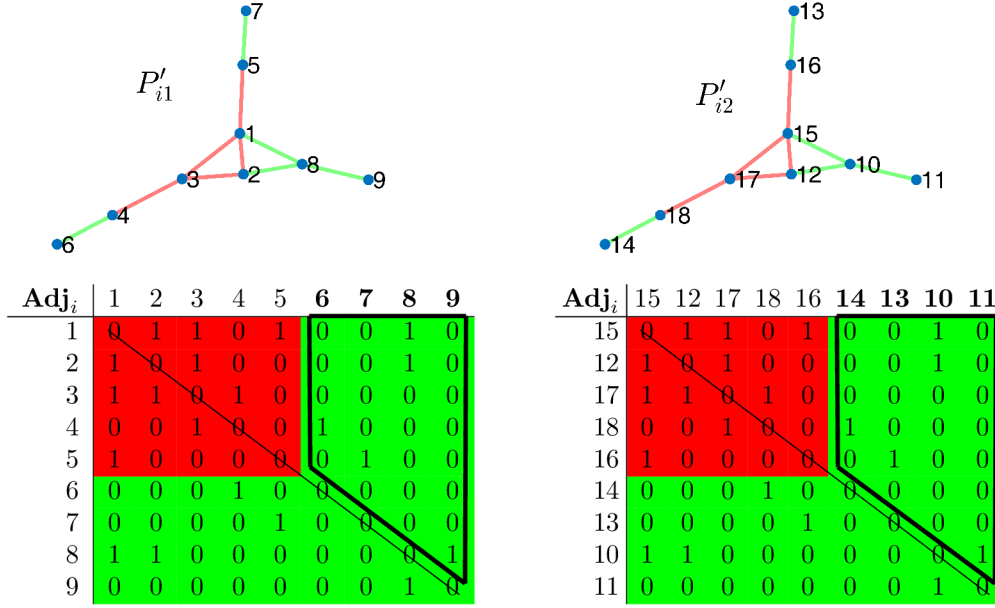 7
5
P′i1
1
8
2
3
9
4
6
13
16
P′i2
15
10
12
17
11
18
14
Adj_i 1 2 3 4 5 6 7 8 9
1 0 1 1 0 1 0 0 1 0
2 1 0 1 0 0 0 0 1 0
3 1 1 0 1 0 0 0 0 0
4 0 0 1 0 0 1 0 0 0
5 1 0 0 0 0 0 1 0 0
6 0 0 0 1 0 0 0 0 0
7 0 0 0 0 1 0 0 0 0
8 1 1 0 0 0 0 0 0 1
9 0 0 0 0 0 0 0 1 0
Adj_i 15 12 17 18 16 14 13 10 11
15 0 1 1 0 1 0 0 1 0
12 1 0 1 0 0 0 0 1 0
17 1 1 0 1 0 0 0 0 0
18 0 0 1 0 0 1 0 0 0
16 1 0 0 0 0 0 1 0 0
14 0 0 0 1 0 0 0 0 0
13 0 0 0 0 1 0 0 0 0
10 1 1 0 0 0 0 0 0 1
11 0 0 0 0 0 0 0 1 0